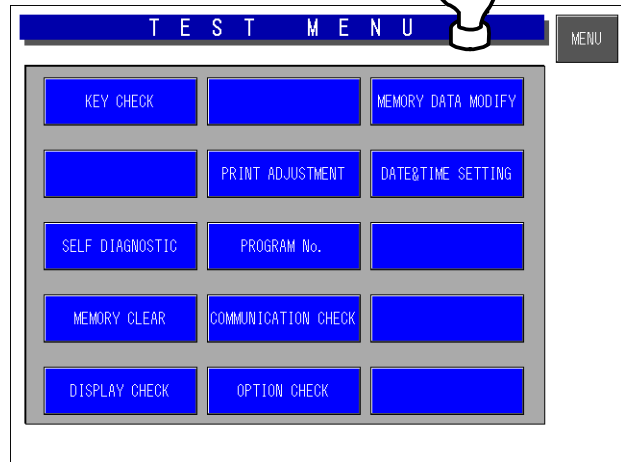 TEST MENU
MENU
KEY CHECK
MEMORY DATA MODIFY
PRINT ADJUSTMENT
DATE&TIME SETTING
SELF DIAGNOSTIC
PROGRAM No.
MEMORY CLEAR
COMMUNICATION CHECK
DISPLAY CHECK
OPTION CHECK